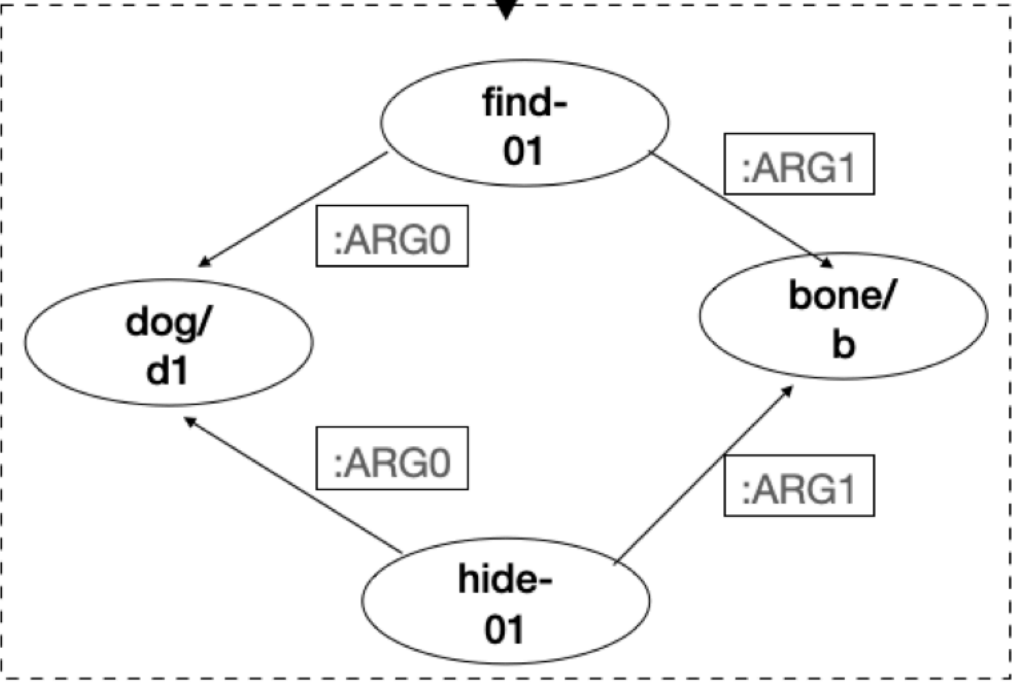 find-
01
:ARG1
:ARG0
dog/
d1
bone/
b
:ARG0
:ARG1
hide-
01